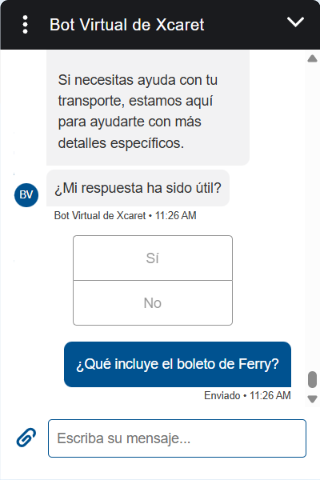 Bot Virtual de Xcaret
Si necesitas ayuda con tu
transporte, estamos aquí
para ayudarte con más
detalles específicos.
BV
¿Mi respuesta ha sido útil?
Bot Virtual de Xcaret • 11:26 AM
Sí
No
¿Qué incluye el boleto de Ferry?
Enviado • 11:26 AM
Escriba su mensaje...